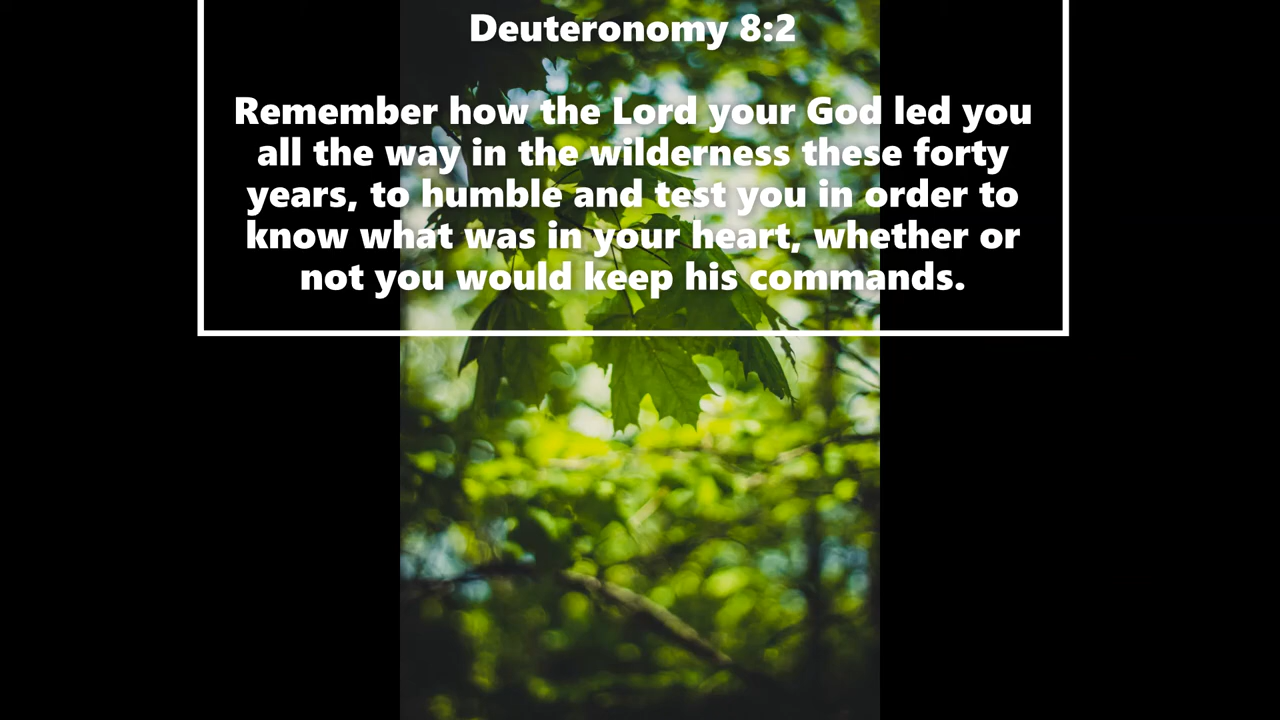 Deuteronomy 8:2
Remember how the Lord your God led you
all the way in the wilderness these forty
years, to humble and test you in order to
know what was in your heart, whether or
not you would keep his commands.